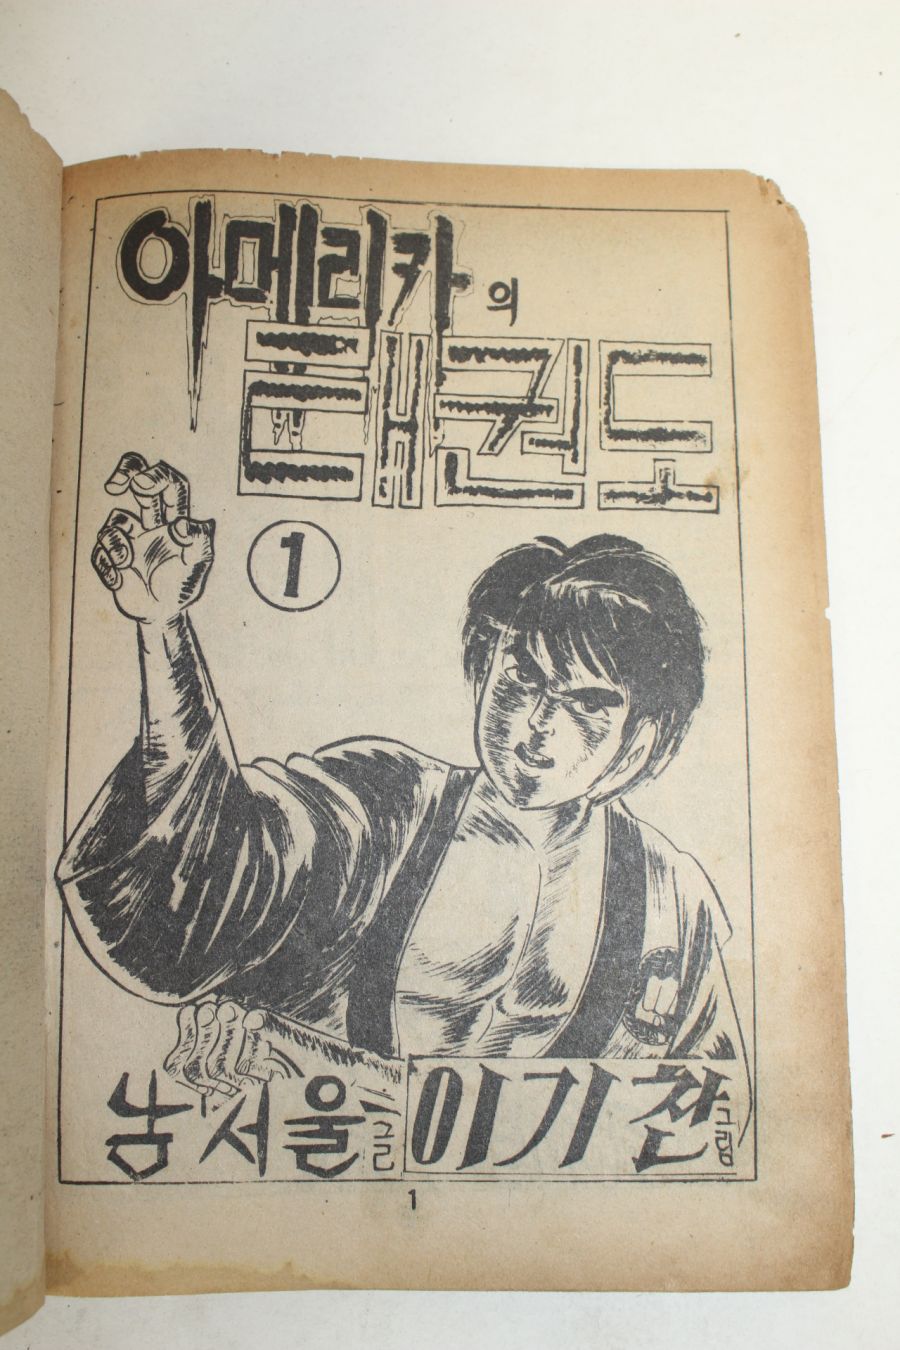 아메리카의
태권도
1
남서울 글 이기찬 그림
1